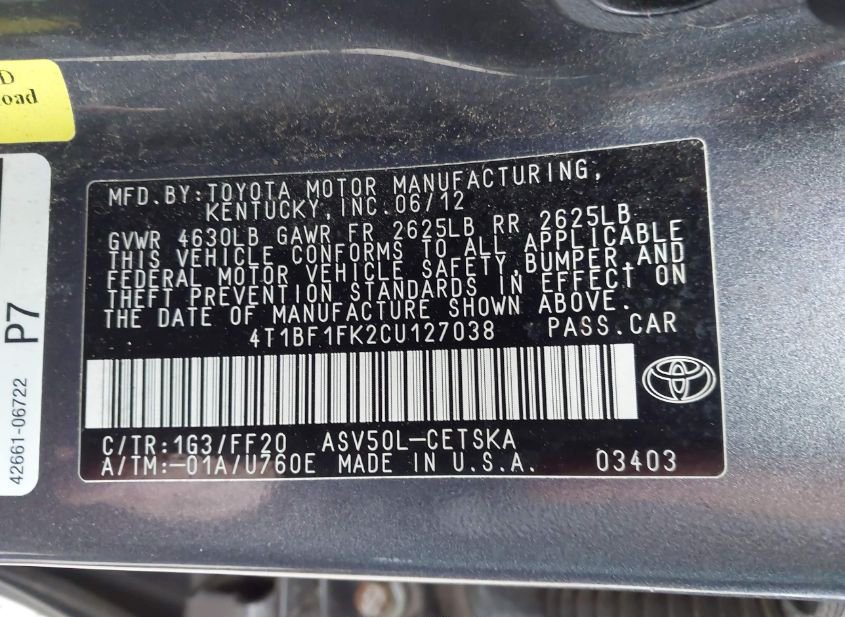 D
oad
P7
42661-06722
MFD.BY:TOYOTA MOTOR MANUFACTURING,
KENTUCKY,INC.06/12
GVWR 4630LB GAWR FR 2625LB RR 2625LB
THIS VEHICLE CONFORMS TO ALL APPLICABLE
FEDERAL MOTOR VEHICLE SAFETY,BUMPER,AND
THEFT PREVENTION STANDARDS IN EFFECT ON
THE DATE OF MANUFACTURE SHOWN ABOVE.
4T1BF1FK2CU127038 PASS.CAR
C/TR:1G3/FF20 ASV50L-CETSKA
A/TM:-01A/U760E MADE IN U.S.A. 03403